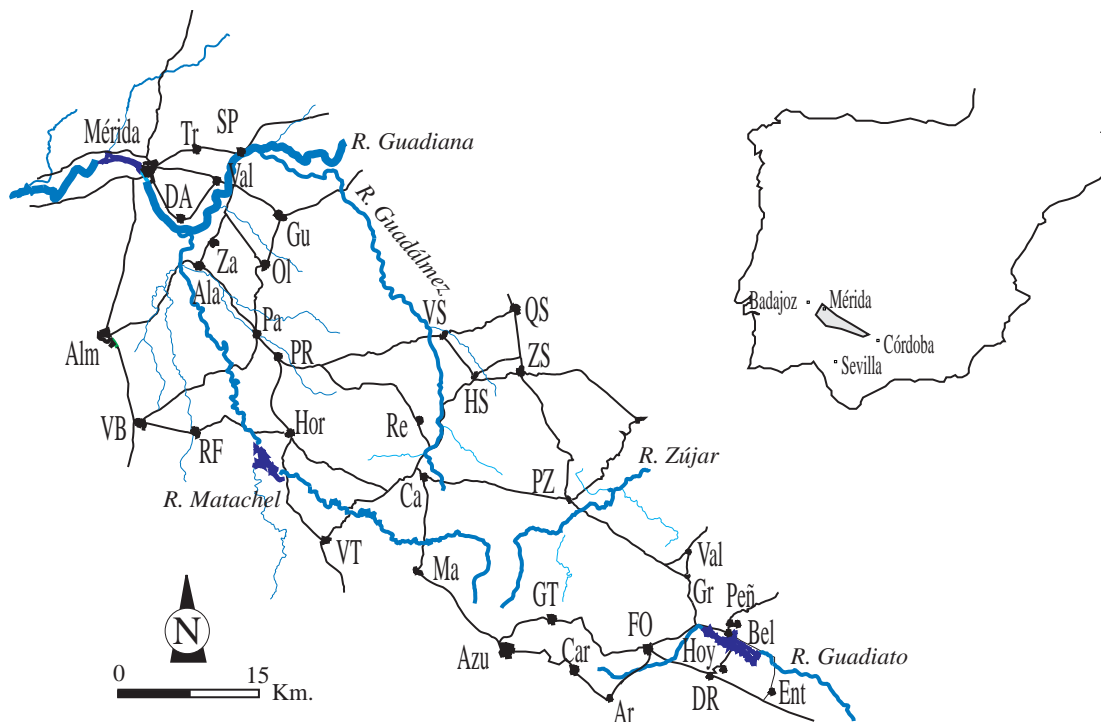 Mérida
Tr
SP
R. Guadiana
Val
DA
R. Guadálmez.
Gu
Za
Ol
Ala
Pa
VS
QS
Alm
PR
ZS
HS
VB
RF
Hor
Re
R. Zújar
PZ
R. Matachel
Ca
VT
Ma
Val
Gr
GT
Peñ
FO
Bel
N
Azu
Car
Hoy
R. Guadiato
DR
Ent
Ar
0 15
Km.
Badajoz
Mérida
Córdoba
Sevilla